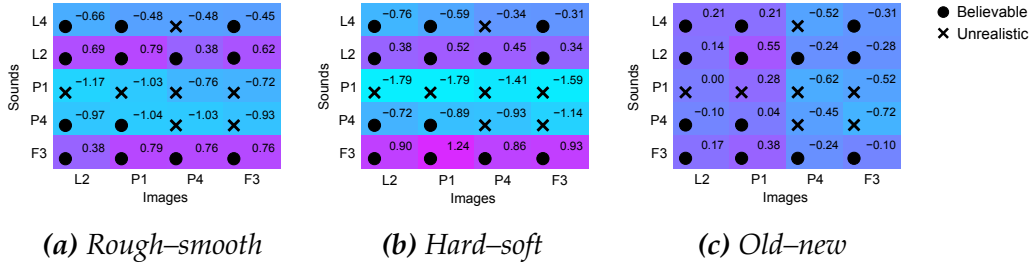 L4 −0.66 −0.48 −0.48 −0.45
L2 0.69 0.79 0.38 0.62
P1 −1.17 −1.03 −0.76 −0.72
P4 −0.97 −1.04 −1.03 −0.93
F3 0.38 0.79 0.76 0.76
Sounds
L2 P1 P4 F3
Images
(a) Rough–smooth
L4 −0.76 −0.59 −0.34 −0.31
L2 0.38 0.52 0.45 0.34
P1 −1.79 −1.79 −1.41 −1.59
P4 −0.72 −0.89 −0.93 −1.14
F3 0.90 1.24 0.86 0.93
Sounds
L2 P1 P4 F3
Images
(b) Hard–soft
L4 0.21 0.21 −0.52 −0.31
L2 0.14 0.55 −0.24 −0.28
P1 0.00 0.28 −0.62 −0.52
P4 −0.10 0.04 −0.45 −0.72
F3 0.17 0.38 −0.24 −0.10
Sounds
L2 P1 P4 F3
Images
(c) Old–new
Believable
Unrealistic